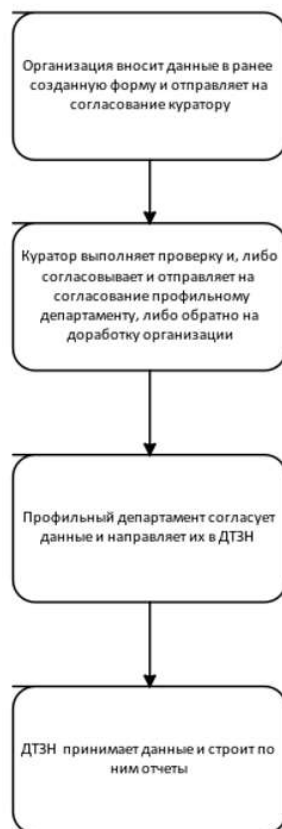 Организация вносит данные в ранее
созданную форму и отправляет на
согласование куратору
Куратор выполняет проверку и, либо
согласовывает и отправляет на
согласование профильному
департаменту, либо обратно на
доработку организации
Профильный департамент согласует
данные и направляет их в ДТЗН
ДТЗН принимает данные и строит по
ним отчеты